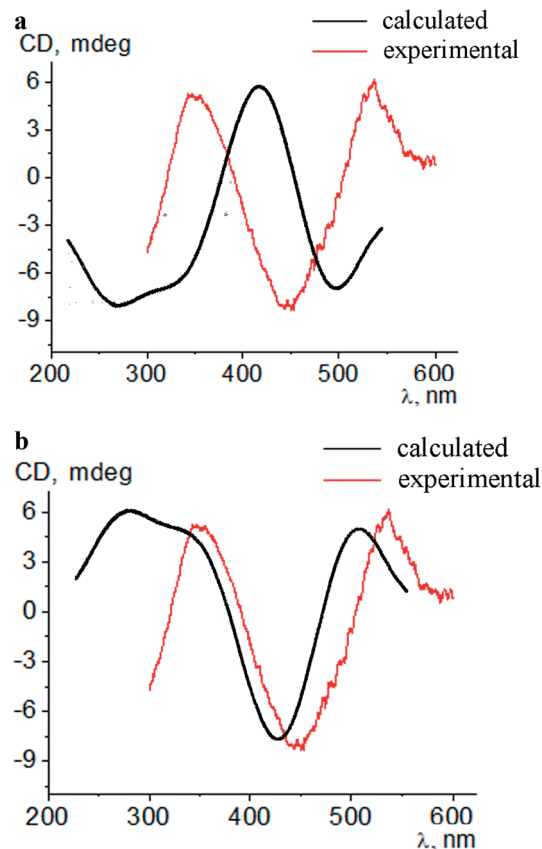 a
calculated
experimental
CD, mdeg
6
3
0
-3
-6
-9
200 300 400 500 600
λ, nm
b
calculated
experimental
CD, mdeg
6
3
0
-3
-6
-9
200 300 400 500 600
λ, nm